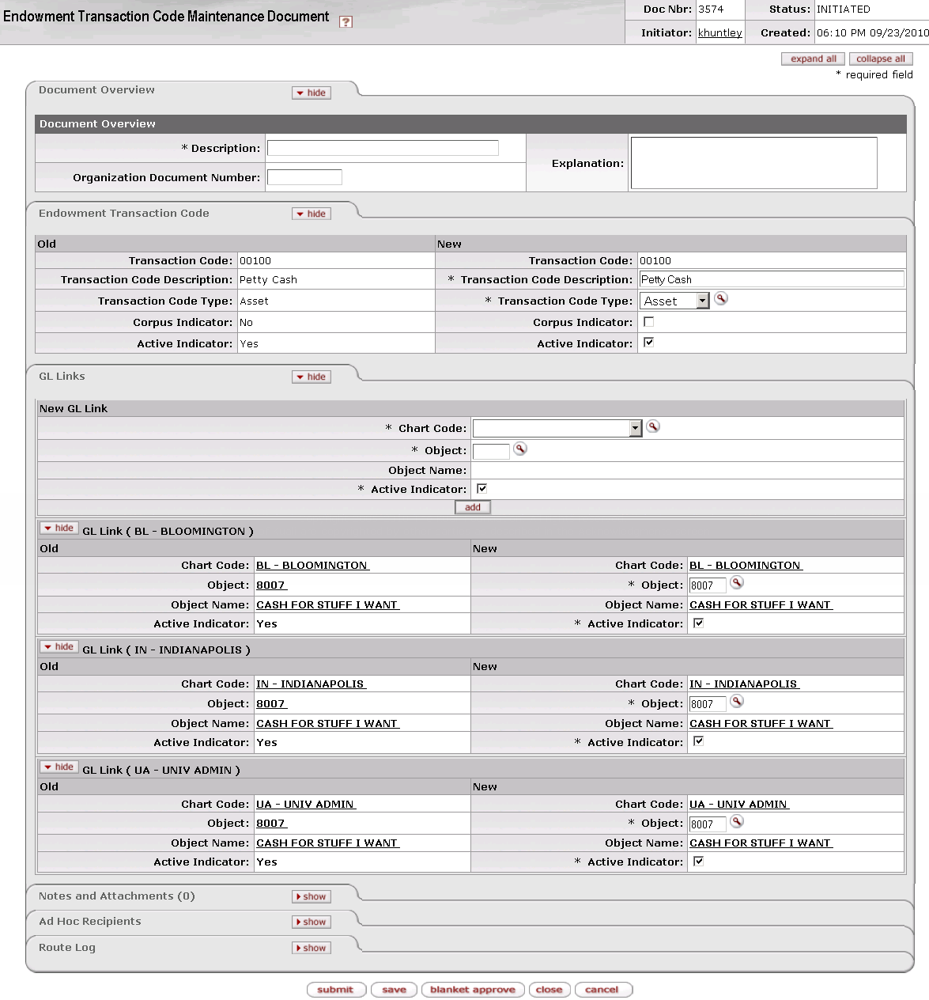 Endowment Transaction Code Maintenance Document ?
Doc Nbr: 3574 Status: INITIATED
Initiator: khuntley Created: 06:10 PM 09/23/2010
expand all collapse all
* required field
Document Overview hide
Document Overview
* Description:
Explanation:
Organization Document Number:
Endowment Transaction Code hide
Old New
Transaction Code: 00100 Transaction Code: 00100
Transaction Code Description: Petty Cash * Transaction Code Description: Petty Cash
Transaction Code Type: Asset * Transaction Code Type: Asset
Corpus Indicator: No Corpus Indicator:
Active Indicator: Yes Active Indicator:
GL Links hide
New GL Link
* Chart Code:
* Object:
Object Name:
* Active Indicator:
add
hide GL Link ( BL - BLOOMINGTON )
Old New
Chart Code: BL - BLOOMINGTON Chart Code: BL - BLOOMINGTON
Object: 8007 * Object: 8007
Object Name: CASH FOR STUFF I WANT Object Name: CASH FOR STUFF I WANT
Active Indicator: Yes * Active Indicator:
hide GL Link ( IN - INDIANAPOLIS )
Old New
Chart Code: IN - INDIANAPOLIS Chart Code: IN - INDIANAPOLIS
Object: 8007 * Object: 8007
Object Name: CASH FOR STUFF I WANT Object Name: CASH FOR STUFF I WANT
Active Indicator: Yes * Active Indicator:
hide GL Link ( UA - UNIV ADMIN )
Old New
Chart Code: UA - UNIV ADMIN Chart Code: UA - UNIV ADMIN
Object: 8007 * Object: 8007
Object Name: CASH FOR STUFF I WANT Object Name: CASH FOR STUFF I WANT
Active Indicator: Yes * Active Indicator:
Notes and Attachments (0) show
Ad Hoc Recipients show
Route Log show
submit save blanket approve close cancel